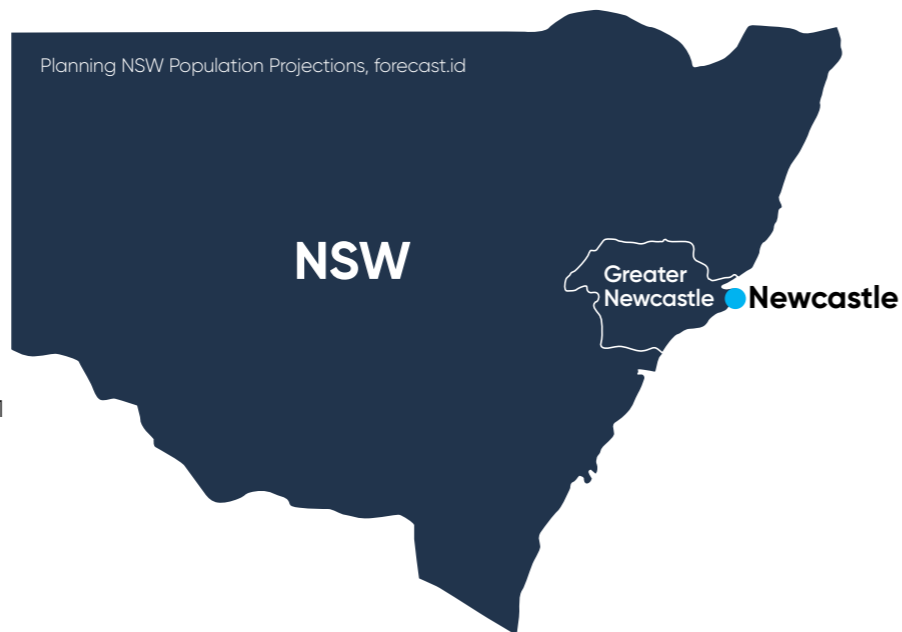 Planning NSW Population Projections, forecast.id
NSW
Greater
Newcastle
Newcastle